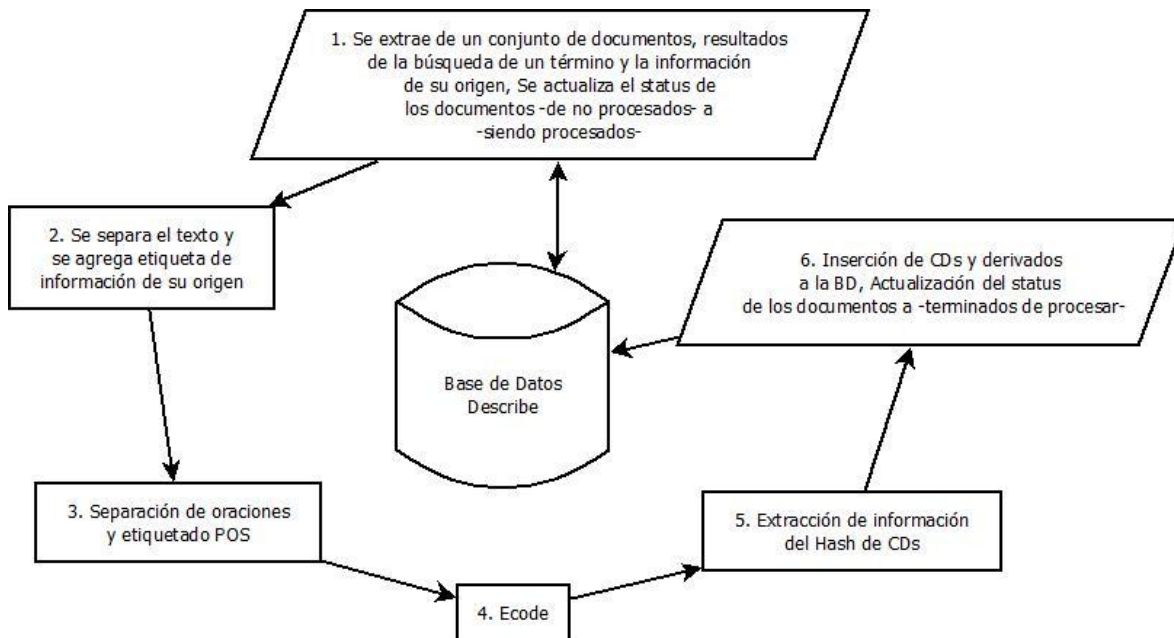 1. Se extrae de un conjunto de documentos, resultados
de la búsqueda de un término y la información
de su origen, Se actualiza el status de
los documentos -de no procesados- a
-siendo procesados-
2. Se separa el texto y
se agrega etiqueta de
información de su origen
3. Separación de oraciones
y etiquetado POS
4. Ecode
5. Extracción de información
del Hash de CDs
6. Inserción de CDs y derivados
a la BD, Actualización del status
de los documentos a -terminados de procesar-
Base de Datos
Describe